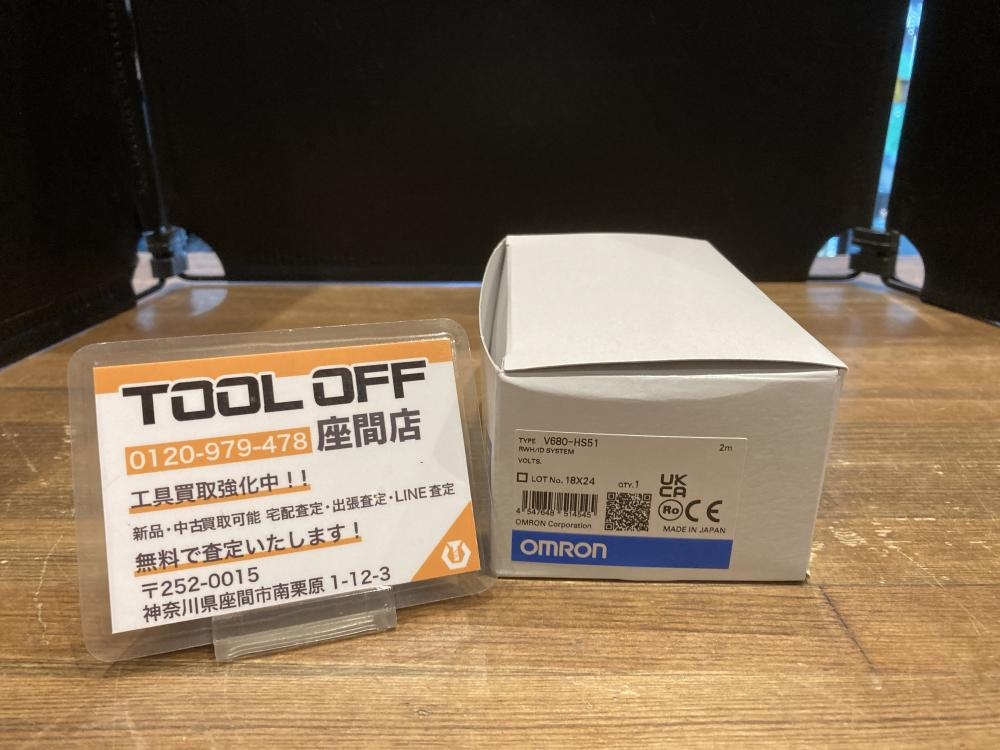 TOOL OFF
0120-979-478 座間店
工具買取強化中!!
新品・中古買取可能 宅配査定・出張査定・LINE査定
無料で査定いたします!
〒252-0015
神奈川県座間市南栗原 1-12-3
TYPE V680-HS51 2m
RWH/ID SYSTEM
VOLTS.
LOT No. 18X24 QTY. 1
UK
CA
4 547648 514545
Ro CE
OMRON Corporation MADE IN JAPAN
OMRON